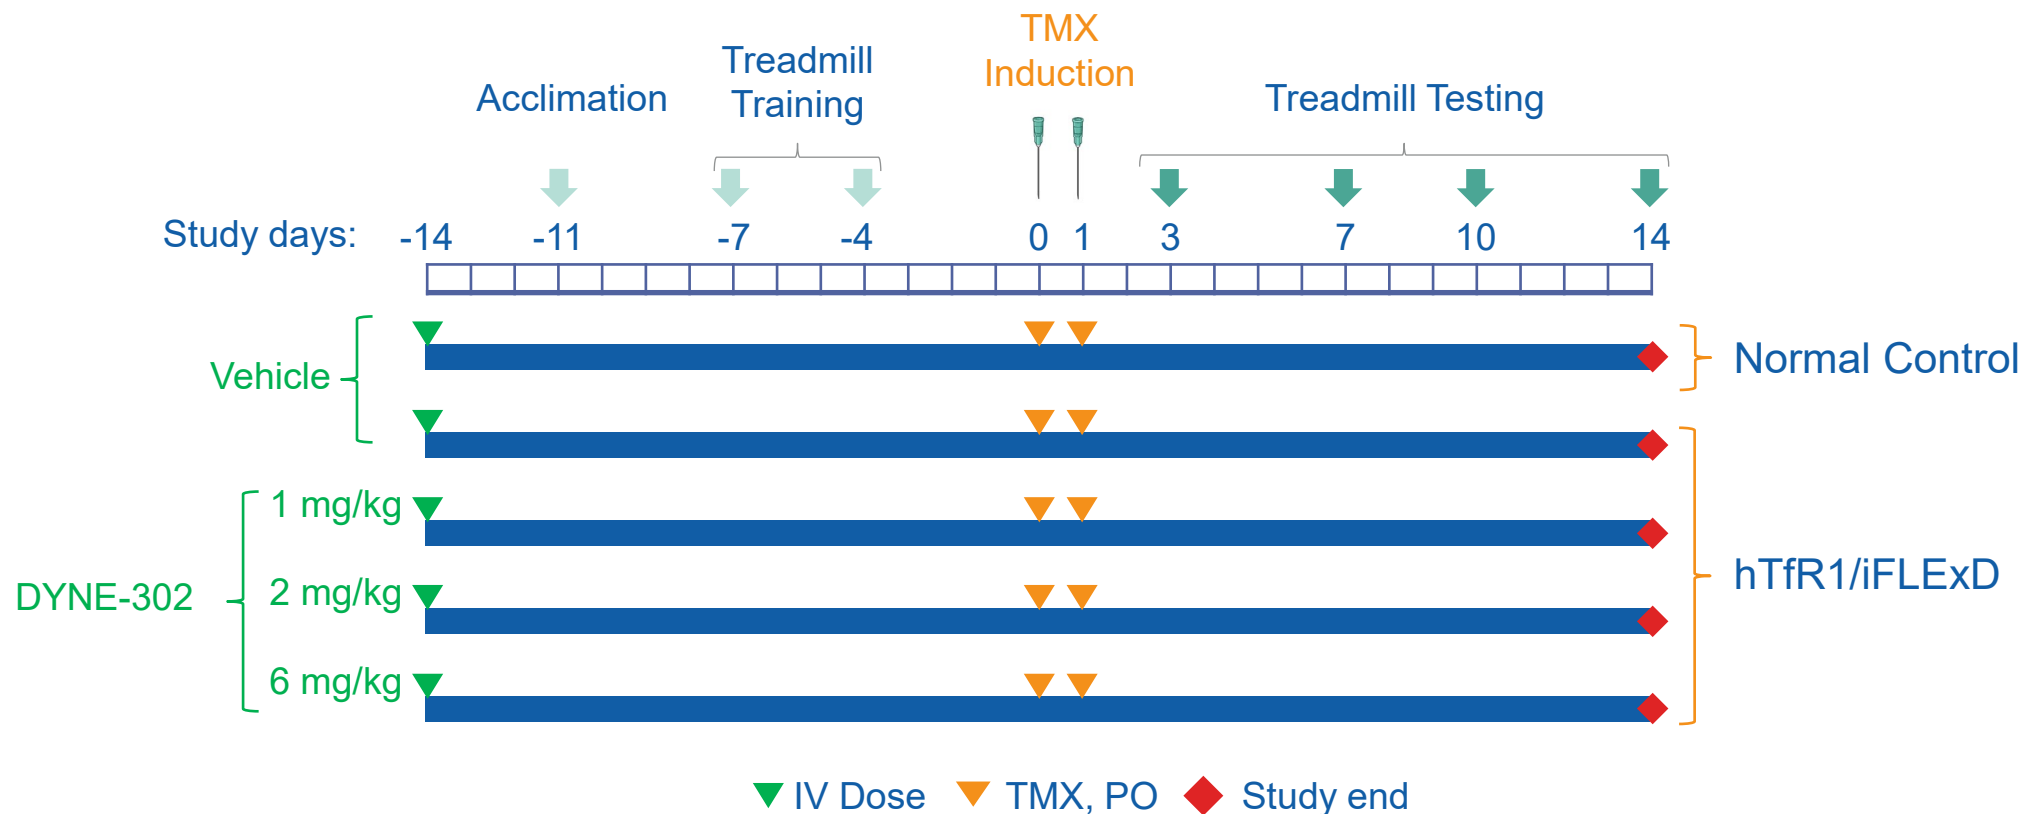 TMX
Induction
Treadmill
Training
Acclimation
Treadmill Testing
Study days: -14 -11 -7 -4 0 1 3 7 10 14
Vehicle
Normal Control
1 mg/kg
DYNE-302
2 mg/kg
hTfR1/iFLExD
6 mg/kg
IV Dose TMX, PO Study end